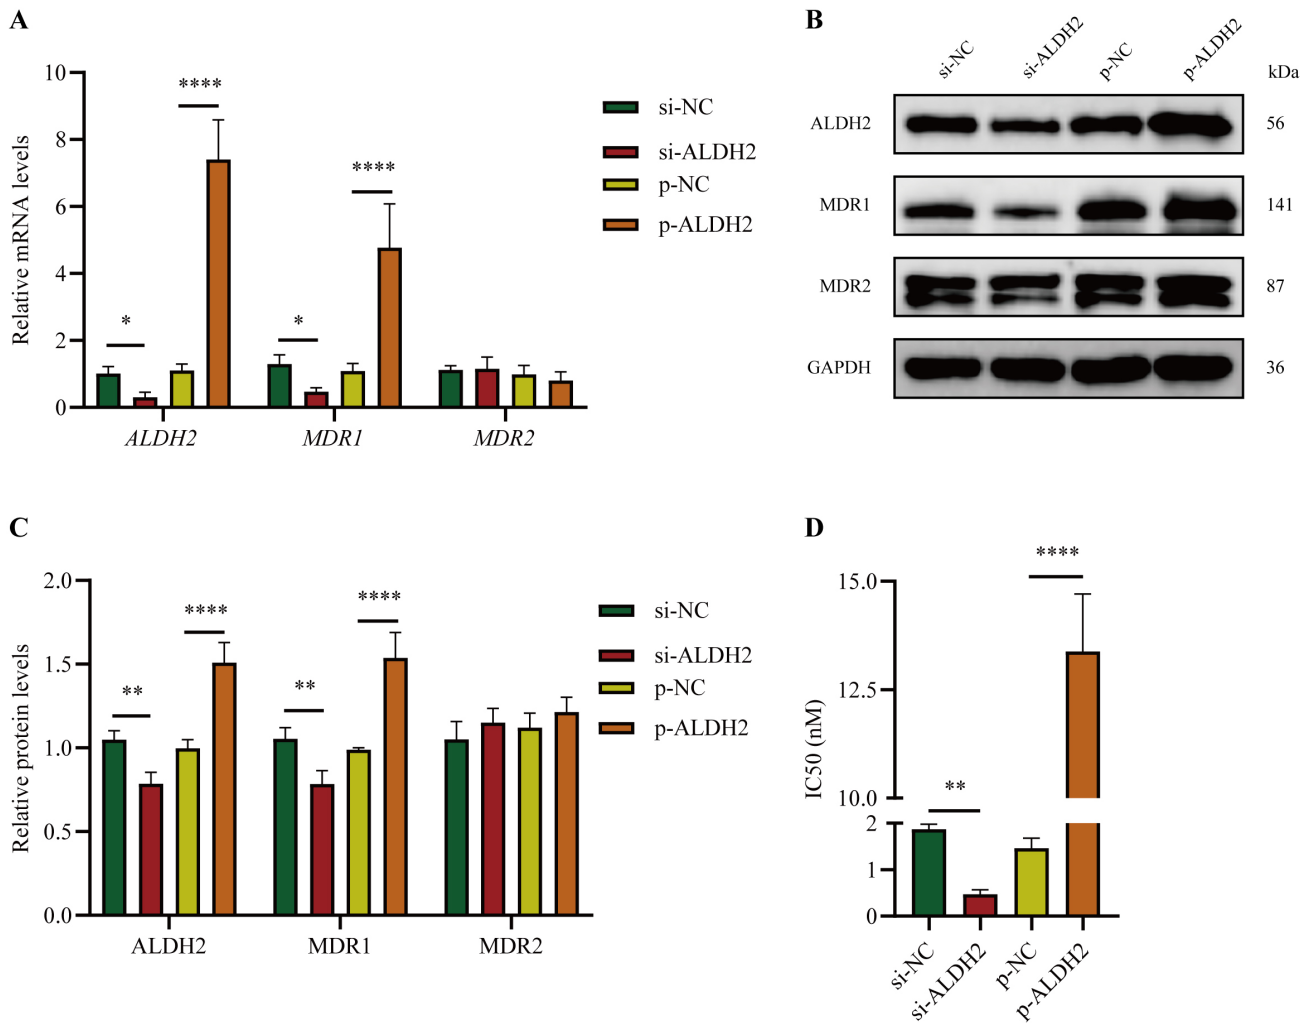 A
Relative mRNA levels
10
8
6
4
2
0
*
****
*
****
ALDH2
MDR1
MDR2
si-NC
si-ALDH2
p-NC
p-ALDH2
B
si-NC
si-ALDH2
p-NC
p-ALDH2
kDa
ALDH2
56
MDR1
141
MDR2
87
GAPDH
36
C
Relative protein levels
2.0
1.5
1.0
0.5
0.0
**
****
**
****
ALDH2
MDR1
MDR2
si-NC
si-ALDH2
p-NC
p-ALDH2
D
IC50 (nM)
15.0
12.5
10.0
2
1
0
**
****
si-NC
si-ALDH2
p-NC
p-ALDH2